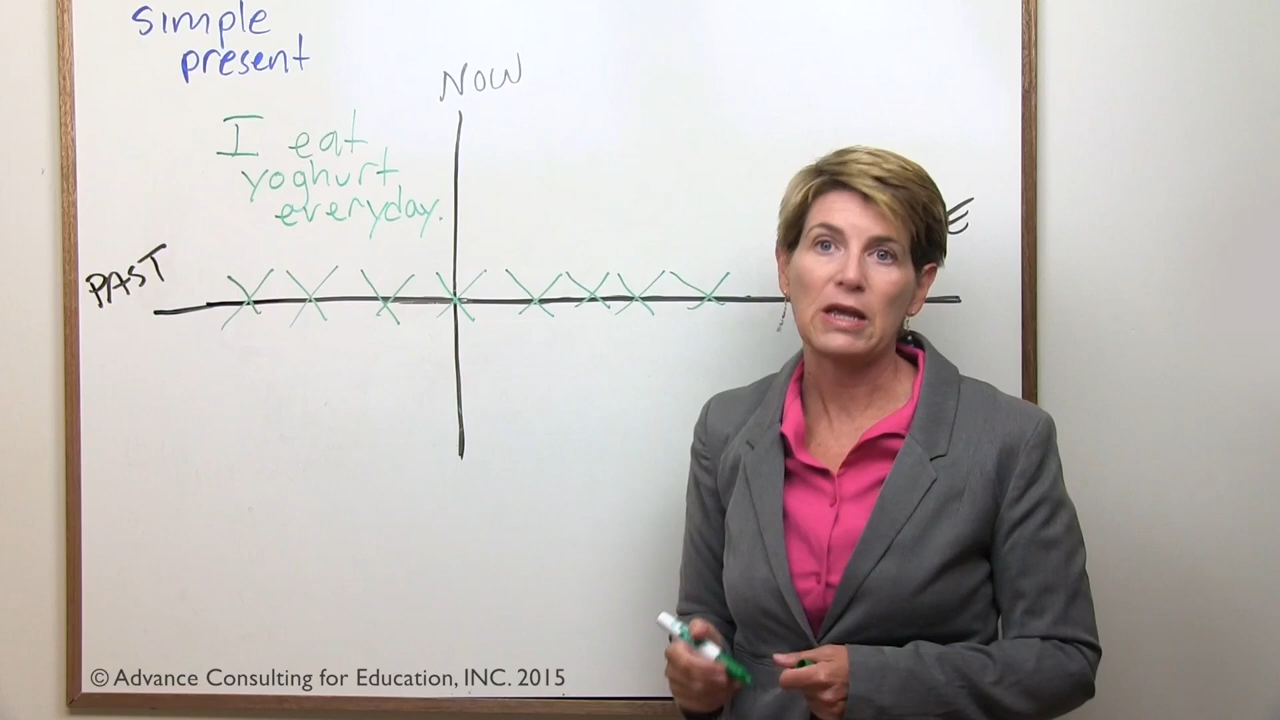 simple
present
NOW
I eat
yoghurt
everyday.
PAST
© Advance Consulting for Education, INC. 2015